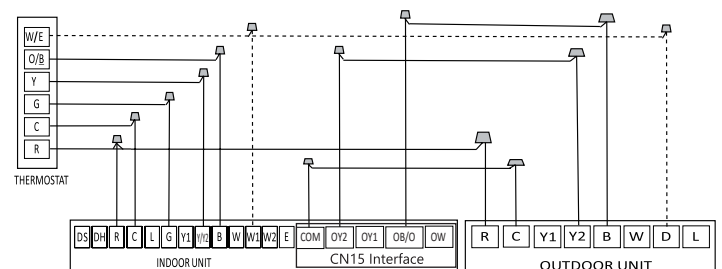 W/E
O/B
Y
G
C
R
THERMOSTAT
DS DH R C L G Y1 Y/Y2 B W W1 W2 E COM OY2 OY1 OB/O OW
INDOOR UNIT
CN15 Interface
R C Y1 Y2 B W D L
OUTDOOR UNIT